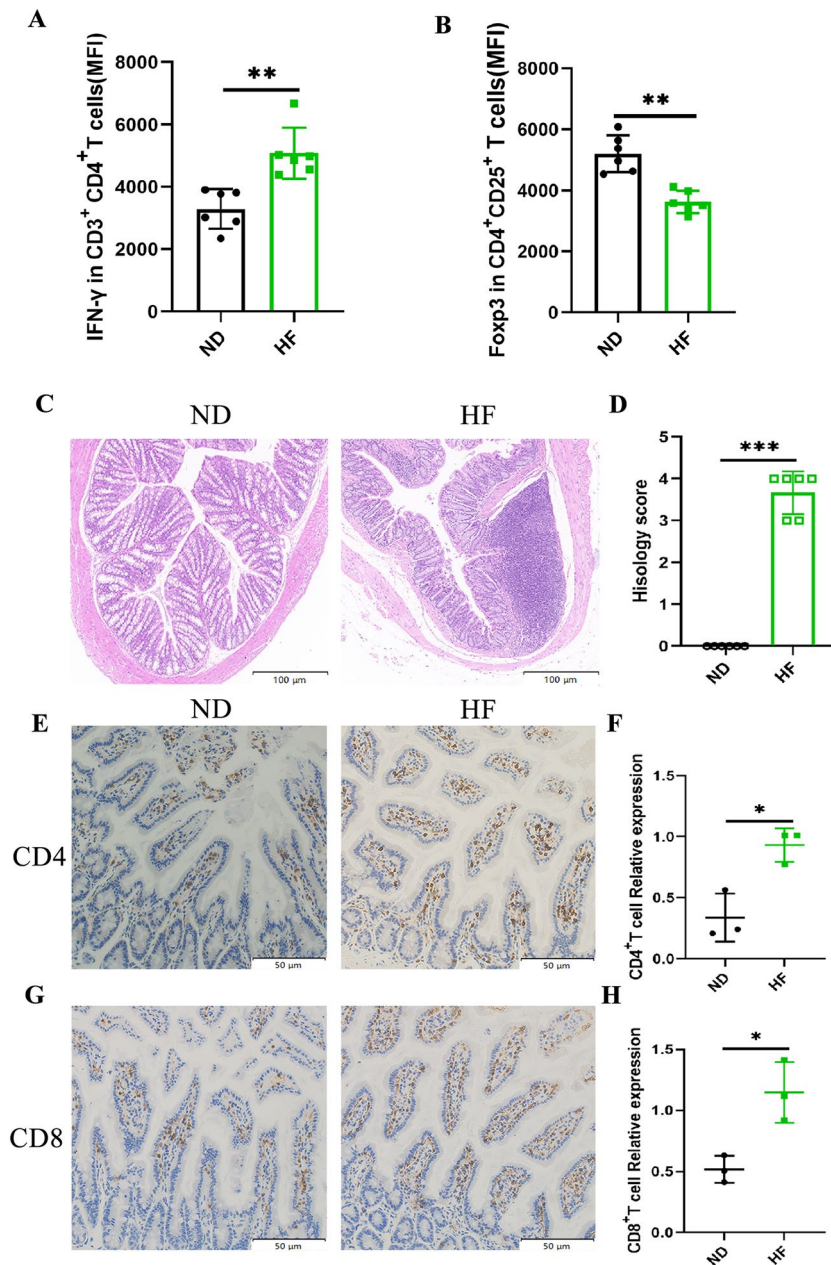 A
IFN-γ in CD3+ CD4+T cells(MFI)
8000
6000
4000
2000
0
**
ND
HF
B
Foxp3 in CD4+CD25+ T cells(MFI)
8000
6000
4000
2000
0
**
ND
HF
C
ND
HF
100 μm
100 μm
D
Hisology score
5
4
3
2
1
0
***
ND
HF
ND
HF
E
CD4
50 μm
50 μm
F
CD4+T cell Relative expression
1.5
1.0
0.5
0.0
*
ND
HF
G
CD8
50 μm
50 μm
H
CD8+T cell Relative expression
1.5
1.0
0.5
0.0
*
ND
HF